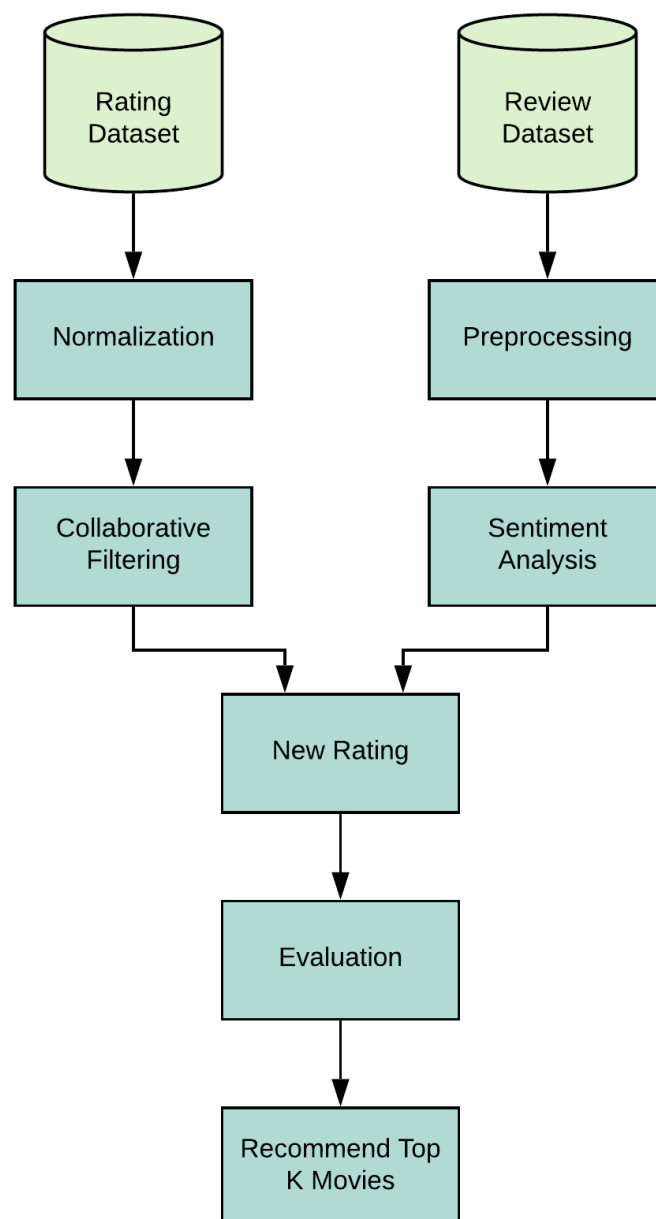 Rating
Dataset
Review
Dataset
Normalization
Preprocessing
Collaborative
Filtering
Sentiment
Analysis
New Rating
Evaluation
Recommend Top
K Movies